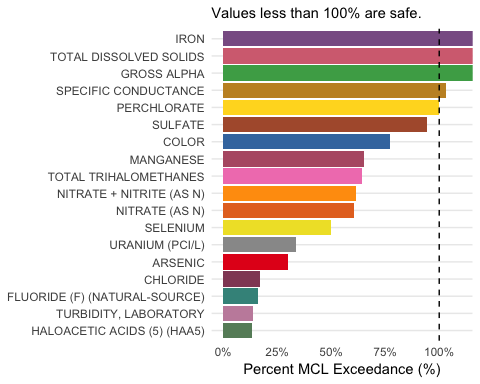 Values less than 100% are safe.
IRON
TOTAL DISSOLVED SOLIDS
GROSS ALPHA
SPECIFIC CONDUCTANCE
PERCHLORATE
SULFATE
COLOR
MANGANESE
TOTAL TRIHALOMETHANES
NITRATE + NITRITE (AS N)
NITRATE (AS N)
SELENIUM
URANIUM (PCI/L)
ARSENIC
CHLORIDE
FLUORIDE (F) (NATURAL-SOURCE)
TURBIDITY, LABORATORY
HALOACETIC ACIDS (5) (HAA5)
0% 25% 50% 75% 100%
Percent MCL Exceedance (%)